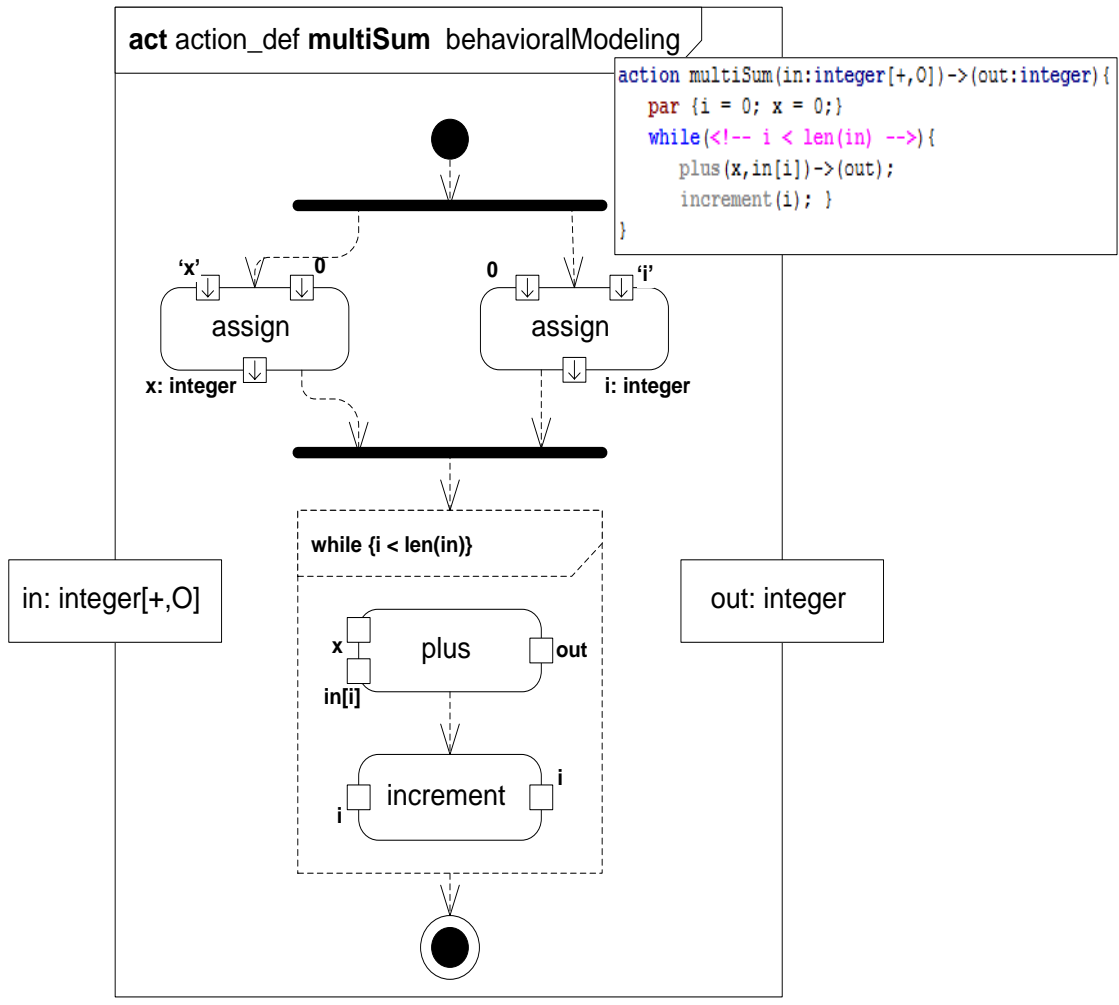 act action_def multiSum behavioralModeling
action multiSum(in:integer[+,O])->(out:integer){
par {i = 0; x = 0;}
while(<!-- i < len(in) -->){
plus(x,in[i])->(out);
increment(i); }
}
‘x’
0
0
‘i’
assign
assign
x: integer
i: integer
while {i < len(in)}
in: integer[+,O]
out: integer
x
plus
out
in[i]
i
increment
i